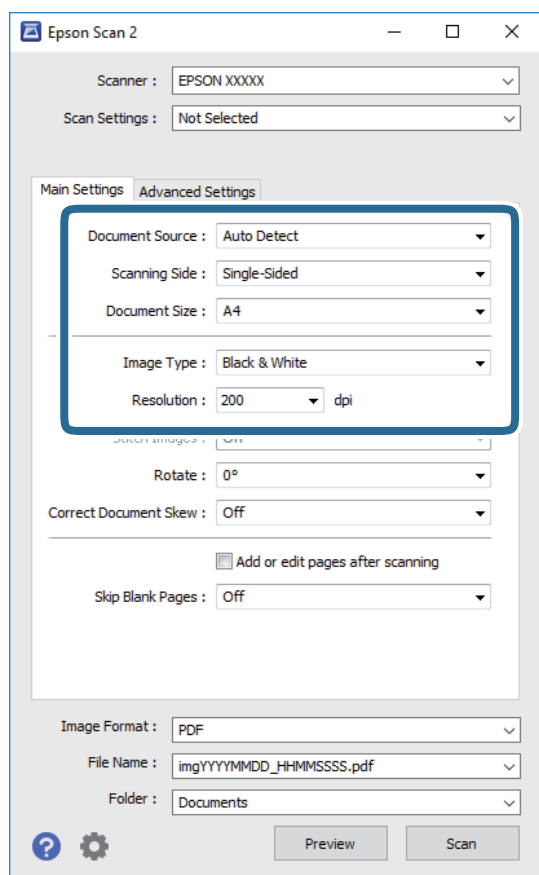 Epson Scan 2
Scanner : EPSON XXXXX
Scan Settings : Not Selected
Main Settings Advanced Settings
Document Source : Auto Detect
Scanning Side : Single-Sided
Document Size : A4
Image Type : Black & White
Resolution : 200 dpi
Rotate : 0°
Correct Document Skew : Off
Add or edit pages after scanning
Skip Blank Pages : Off
Image Format : PDF
File Name : imgYYYYMMDD_HHMMSSSS.pdf
Folder : Documents
? Preview Scan